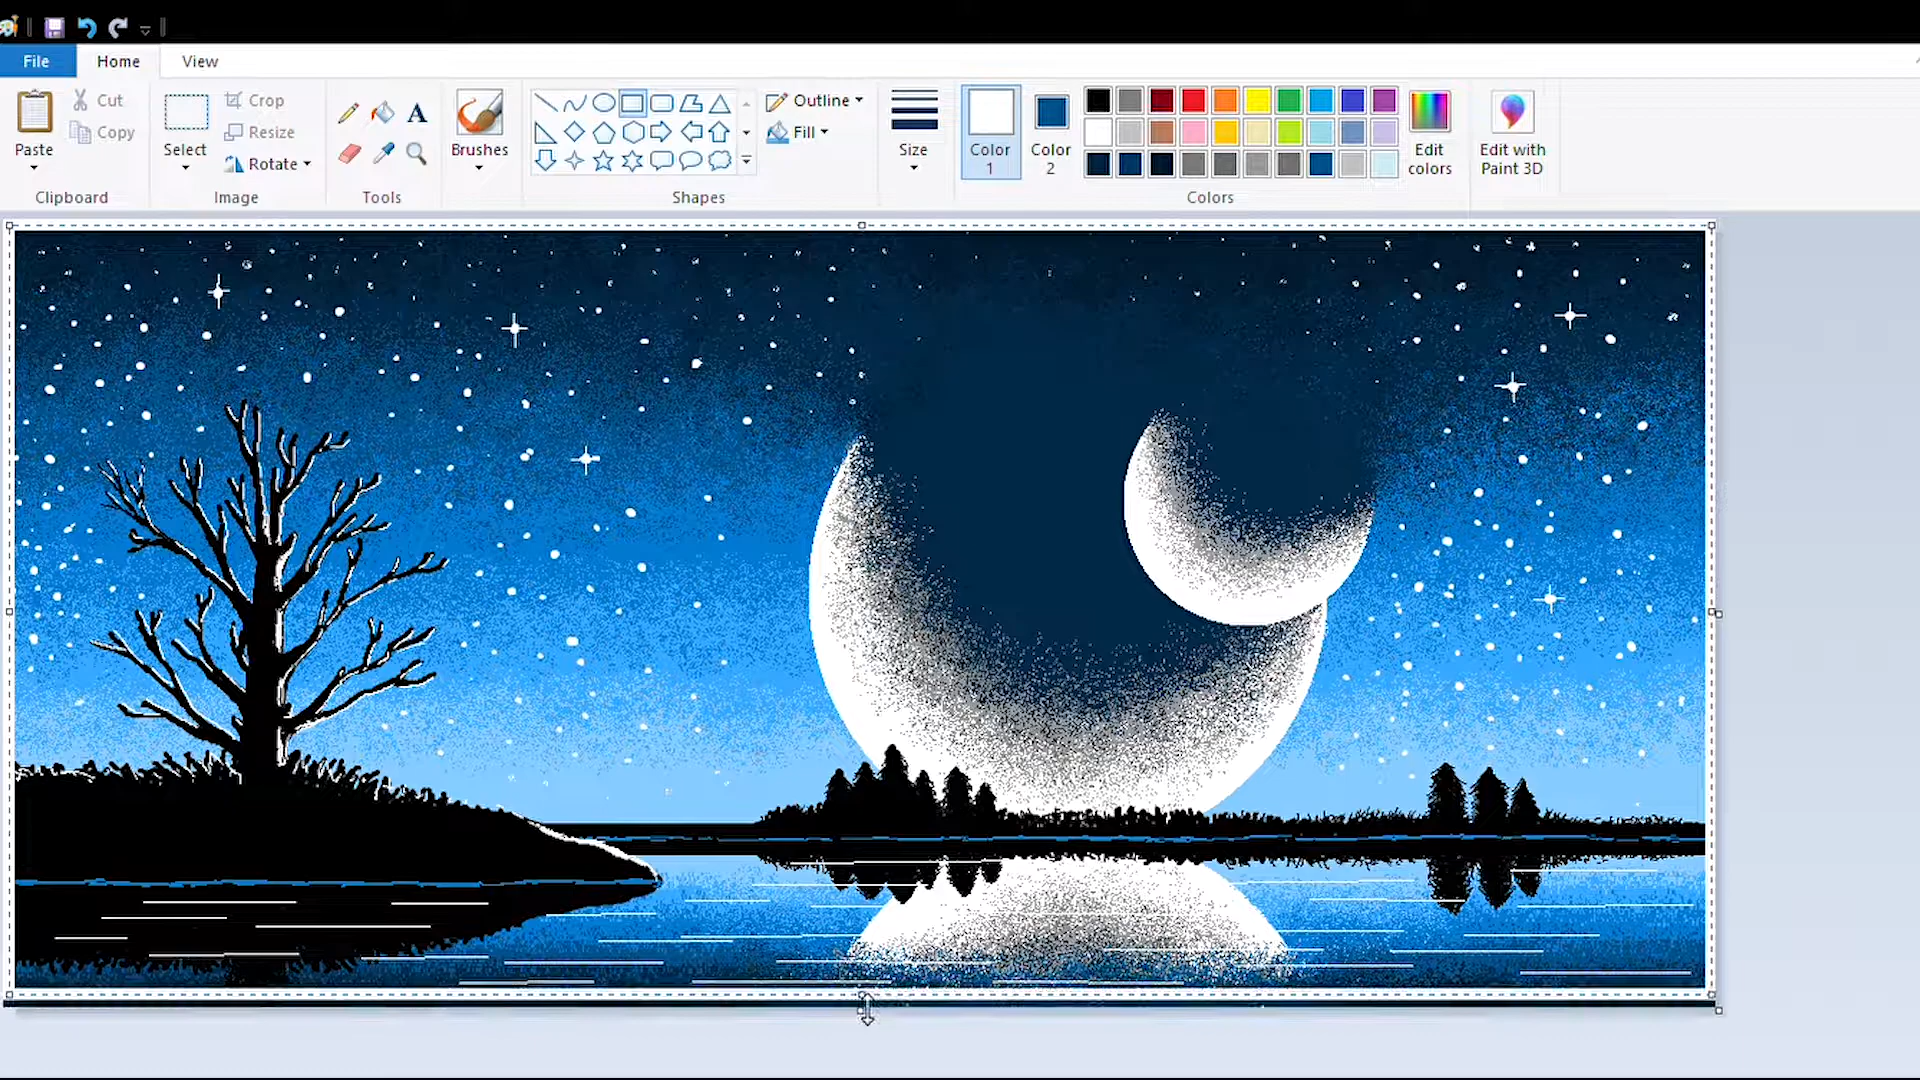 File Home View
Paste
Cut
Copy
Clipboard
Select
Crop
Resize
Rotate
Image
A
Tools
Brushes
Shapes
Outline
Fill
Size
Color
1
Color
2
Edit
colors
Colors
Edit with
Paint 3D